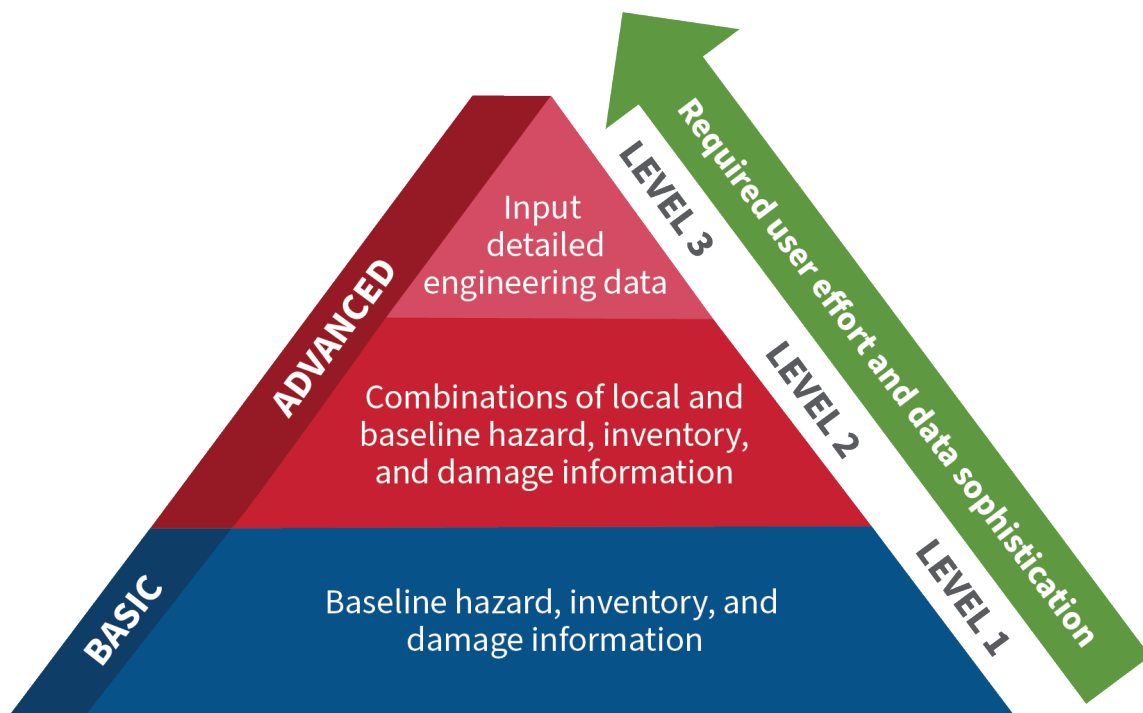 Input
detailed
engineering data
Combinations of local and
baseline hazard, inventory,
and damage information
Baseline hazard, inventory, and
damage information
ADVANCED
BASIC
LEVEL 3
LEVEL 2
LEVEL 1
Required user effort and data sophistication